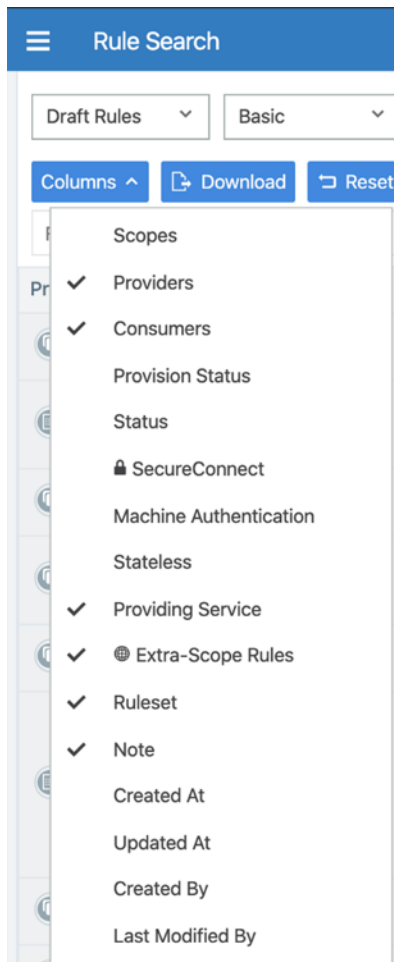 Rule Search
Draft Rules
Basic
Columns
Download
Reset
Pr
Scopes
Providers
Consumers
Provision Status
Status
SecureConnect
Machine Authentication
Stateless
Providing Service
Extra-Scope Rules
Ruleset
Note
Created At
Updated At
Created By
Last Modified By